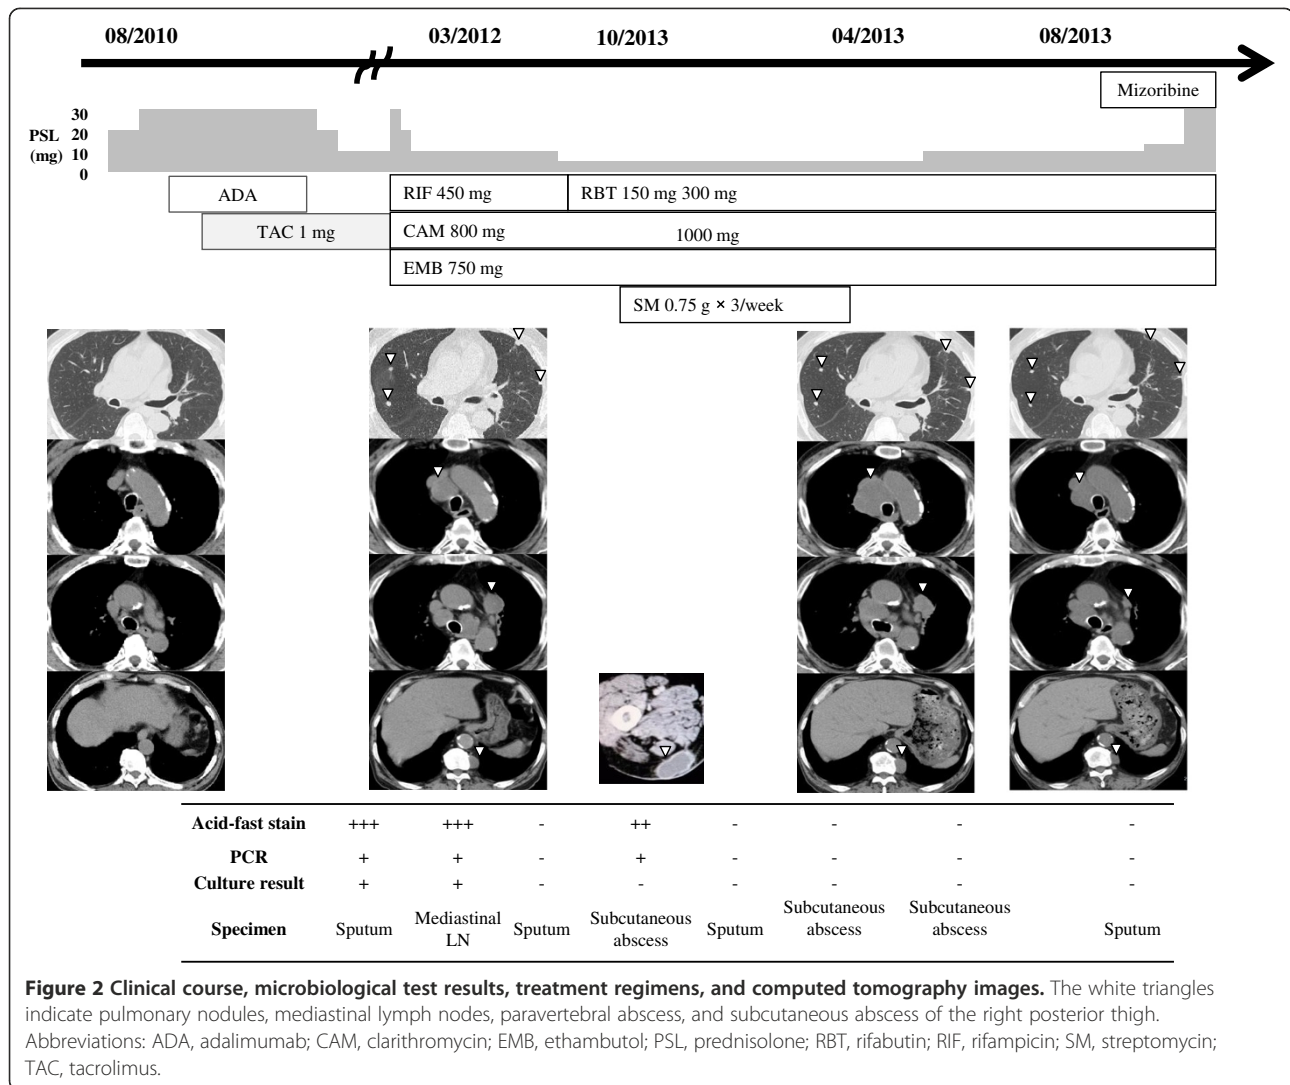 08/2010 03/2012 10/2013 04/2013 08/2013
Mizoribine
30
PSL 20
(mg) 10
0
ADA RIF 450 mg RBT 150 mg 300 mg
TAC 1 mg CAM 800 mg 1000 mg
EMB 750 mg
SM 0.75 g × 3/week
Acid-fast stain +++ +++ - ++ - - - -
PCR + + - + - - - -
Culture result + + - - - - - -
Specimen Sputum Mediastinal LN Sputum Subcutaneous abscess Sputum Subcutaneous abscess Subcutaneous abscess Sputum
Figure 2 Clinical course, microbiological test results, treatment regimens, and computed tomography images. The white triangles
indicate pulmonary nodules, mediastinal lymph nodes, paravertebral abscess, and subcutaneous abscess of the right posterior thigh.
Abbreviations: ADA, adalimumab; CAM, clarithromycin; EMB, ethambutol; PSL, prednisolone; RBT, rifabutin; RIF, rifampicin; SM, streptomycin;
TAC, tacrolimus.